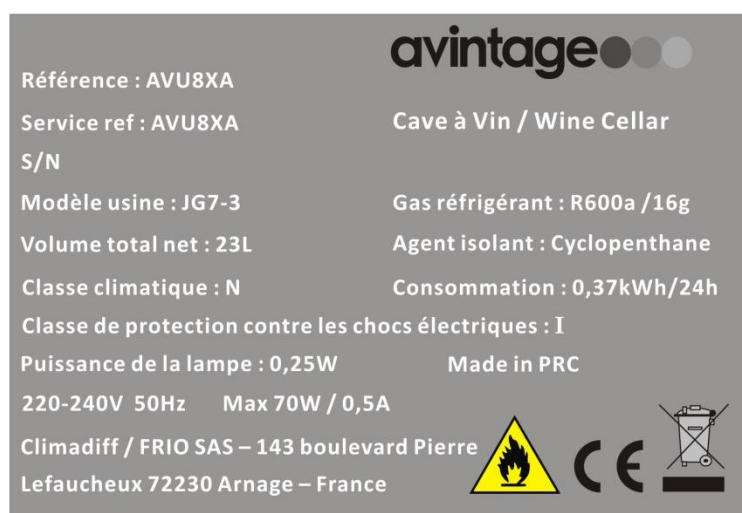 avintage
Référence : AVU8XA
Service ref : AVU8XA
Cave à Vin / Wine Cellar
S/N
Modèle usine : JG7-3
Gas réfrigérant : R600a /16g
Volume total net : 23L
Agent isolant : Cyclopenthane
Classe climatique : N
Consommation : 0,37kWh/24h
Classe de protection contre les chocs électriques : I
Puissance de la lampe : 0,25W
Made in PRC
220-240V 50Hz Max 70W / 0,5A
Climadiff / FRIO SAS – 143 boulevard Pierre
Lefaucheux 72230 Arnage – France
CE